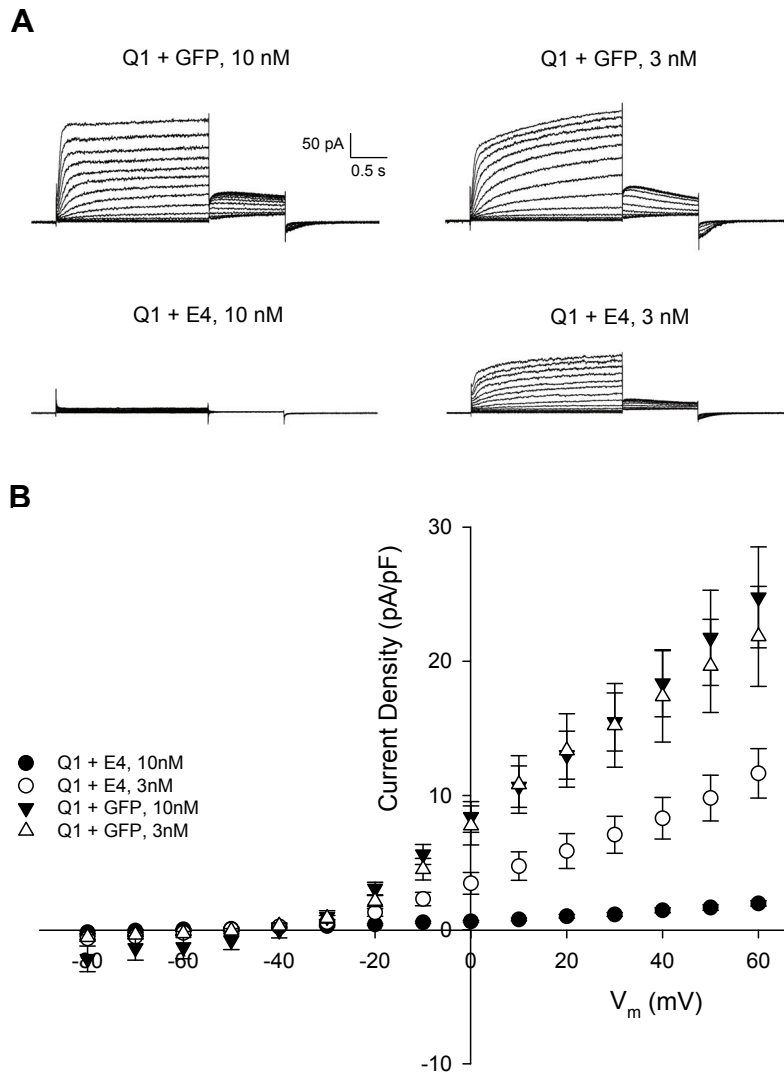 A
Q1 + GFP, 10 nM
Q1 + GFP, 3 nM
50 pA
0.5 s
Q1 + E4, 10 nM
Q1 + E4, 3 nM
B
30
20
10
-10
Current Density (pA/pF)
Q1 + E4, 10nM
Q1 + E4, 3nM
Q1 + GFP, 10nM
Q1 + GFP, 3nM
-80 -60 -40 -20 0 20 40 60
Vm (mV)